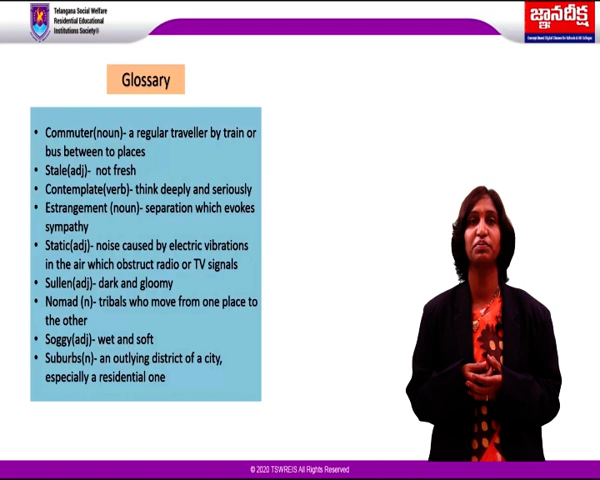 Telangana Social Welfare
Residential Educational
Institutions Society®
జ్ఞానదీక్ష
Glossary
• Commuter(noun)- a regular traveller by train or
bus between to places
• Stale(adj)- not fresh
• Contemplate(verb)- think deeply and seriously
• Estrangement (noun)- separation which evokes
sympathy
• Static(adj)- noise caused by electric vibrations
in the air which obstruct radio or TV signals
• Sullen(adj)- dark and gloomy
• Nomad (n)- tribals who move from one place to
the other
• Soggy(adj)- wet and soft
• Suburbs(n)- an outlying district of a city,
especially a residential one
© 2020 TSWREIS All Rights Reserved